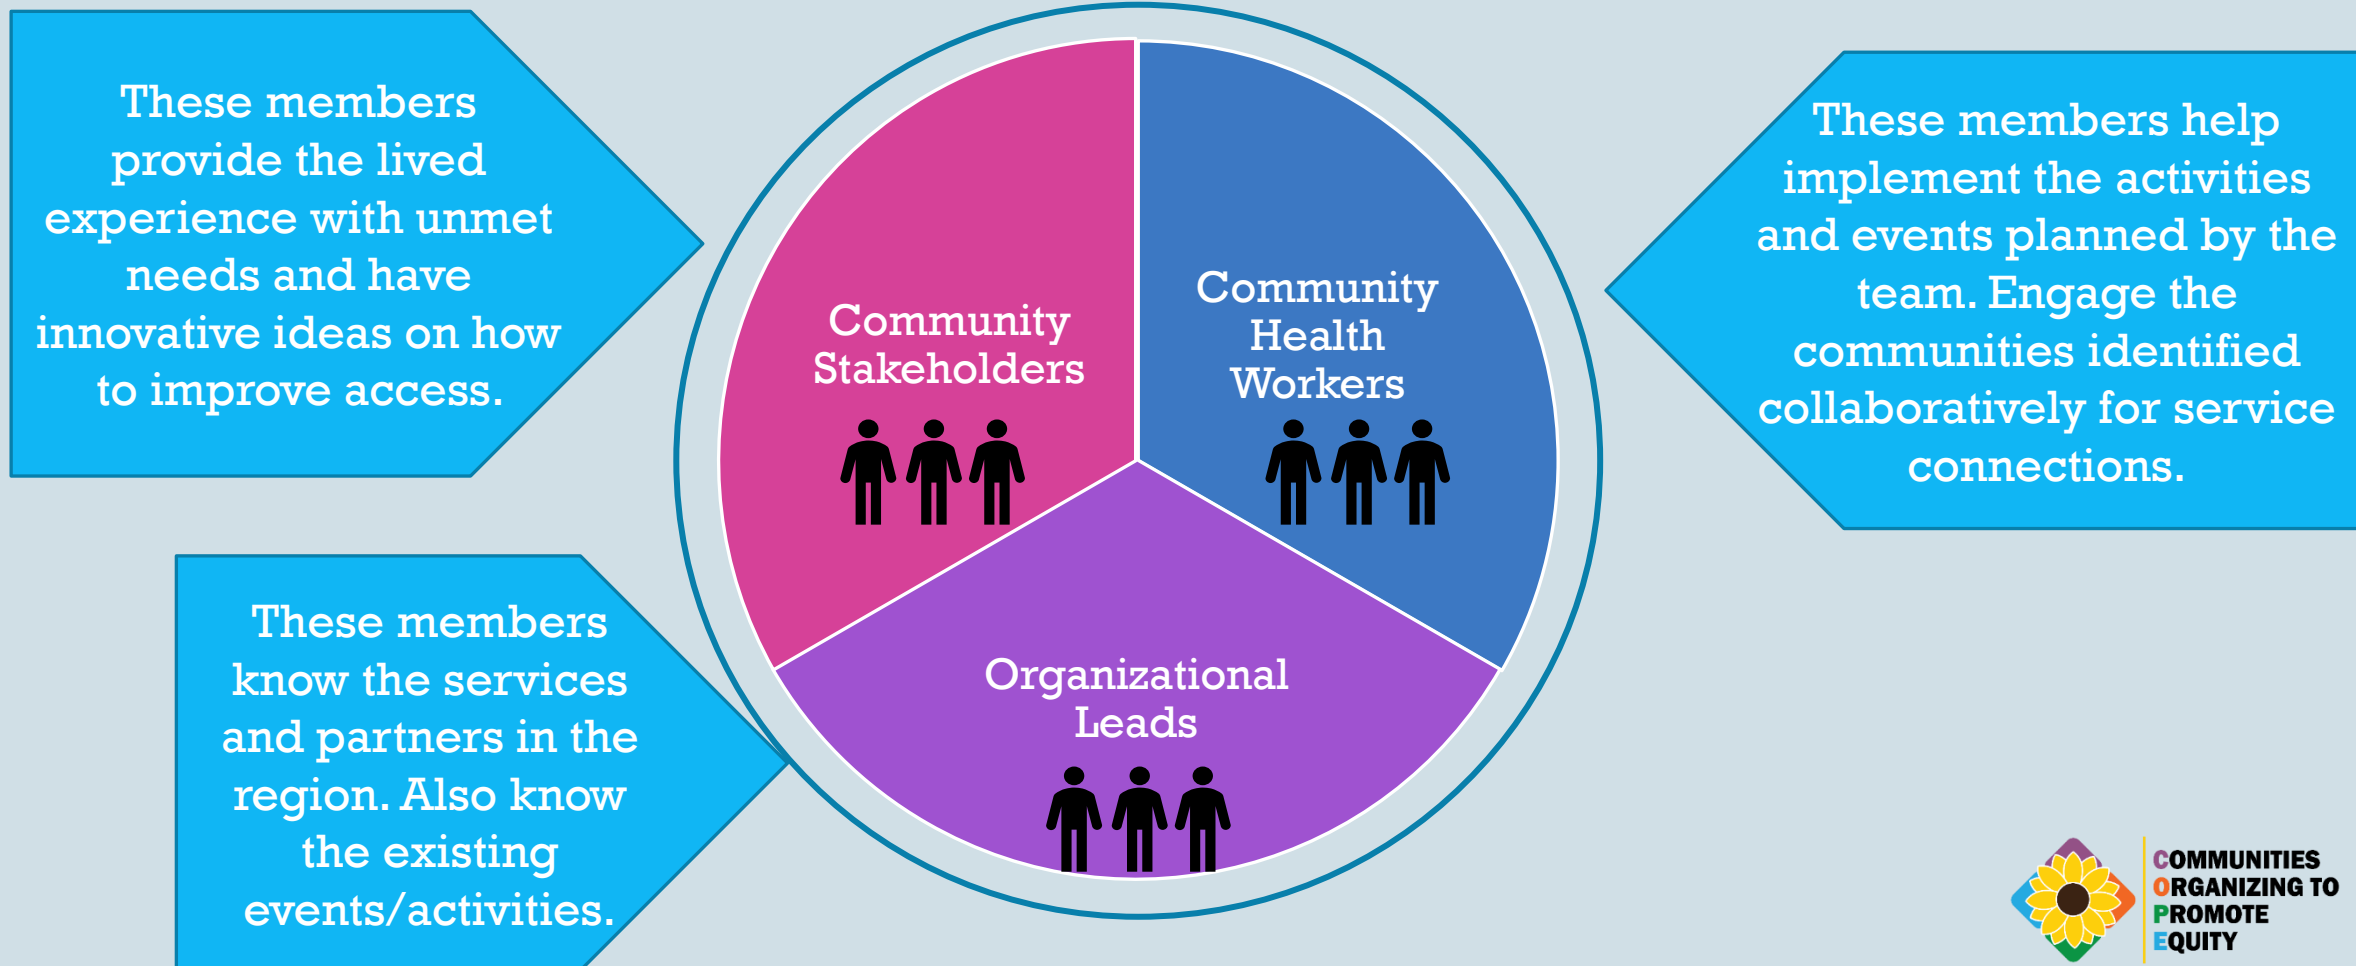 These members
provide the lived
experience with unmet
needs and have
innovative ideas on how
to improve access.
Community
Stakeholders
Community
Health
Workers
These members help
implement the activities
and events planned by the
team. Engage the
communities identified
collaboratively for service
connections.
These members
know the services
and partners in the
region. Also know
the existing
events/activities.
Organizational
Leads
COMMUNITIES
ORGANIZING TO
PROMOTE
EQUITY